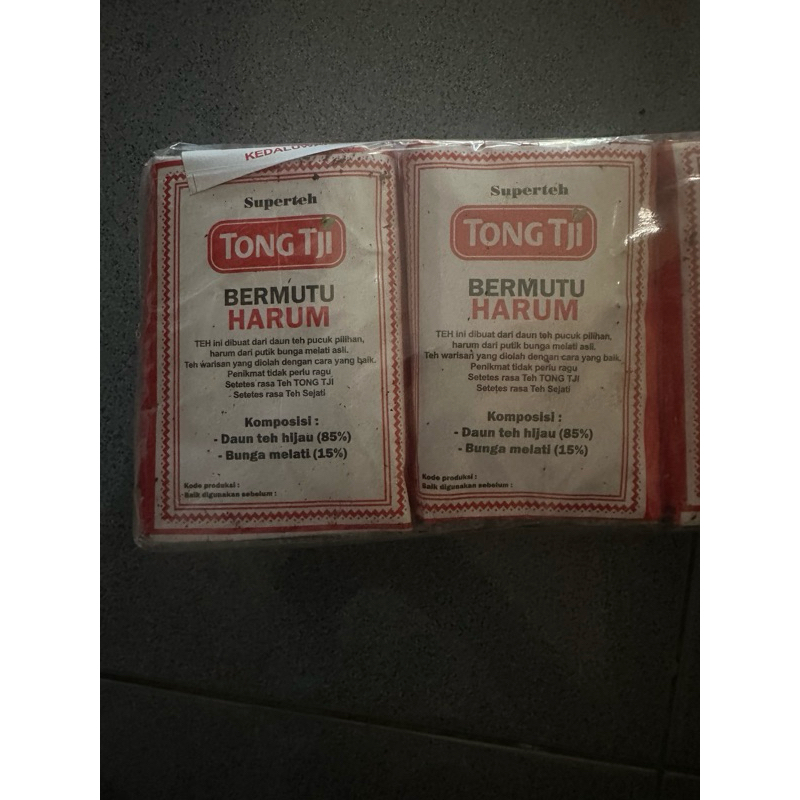 Superteh
TONG TJI
BERMUTU
HARUM
TEH ini dibuat dari daun teh pucuk pilihan,
harum dari putik bunga melati asli.
Teh warisan yang diolah dengan cara yang baik.
Penikmat tidak perlu ragu
Setetes rasa Teh TONG TJI
Setetes rasa Teh Sejati
Komposisi :
- Daun teh hijau (85%)
- Bunga melati (15%)
Kode produksi :
Baik digunakan sebelum :
Superteh
TONG TJI
BERMUTU
HARUM
TEH ini dibuat dari daun teh pucuk pilihan,
harum dari putik bunga melati asli.
Teh warisan yang diolah dengan cara yang baik.
Penikmat tidak perlu ragu
Setetes rasa Teh TONG TJI
Setetes rasa Teh Sejati
Komposisi :
- Daun teh hijau (85%)
- Bunga melati (15%)
Kode produksi :
Baik digunakan sebelum :